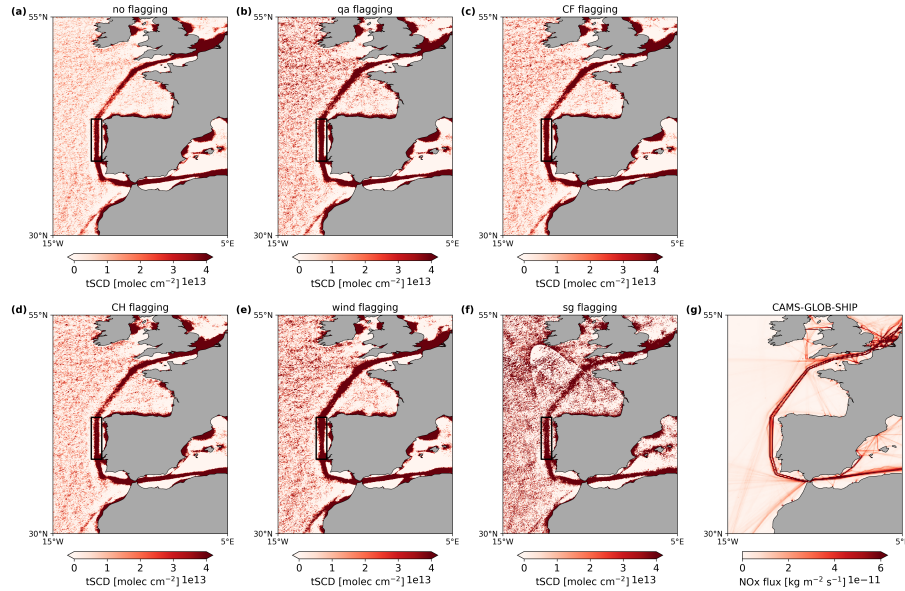 (a) no flagging
55°N
30°N
15°W 5°E
0 1 2 3 4
tSCD [molec cm⁻²] 1e13
(b) qa flagging
55°N
30°N
15°W 5°E
0 1 2 3 4
tSCD [molec cm⁻²] 1e13
(c) CF flagging
55°N
30°N
15°W 5°E
0 1 2 3 4
tSCD [molec cm⁻²] 1e13
(d) CH flagging
55°N
30°N
15°W 5°E
0 1 2 3 4
tSCD [molec cm⁻²] 1e13
(e) wind flagging
55°N
30°N
15°W 5°E
0 1 2 3 4
tSCD [molec cm⁻²] 1e13
(f) sg flagging
55°N
30°N
15°W 5°E
0 1 2 3 4
tSCD [molec cm⁻²] 1e13
(g) CAMS-GLOB-SHIP
55°N
30°N
15°W 5°E
0 2 4 6
NOx flux [kg m⁻² s⁻¹] 1e−11